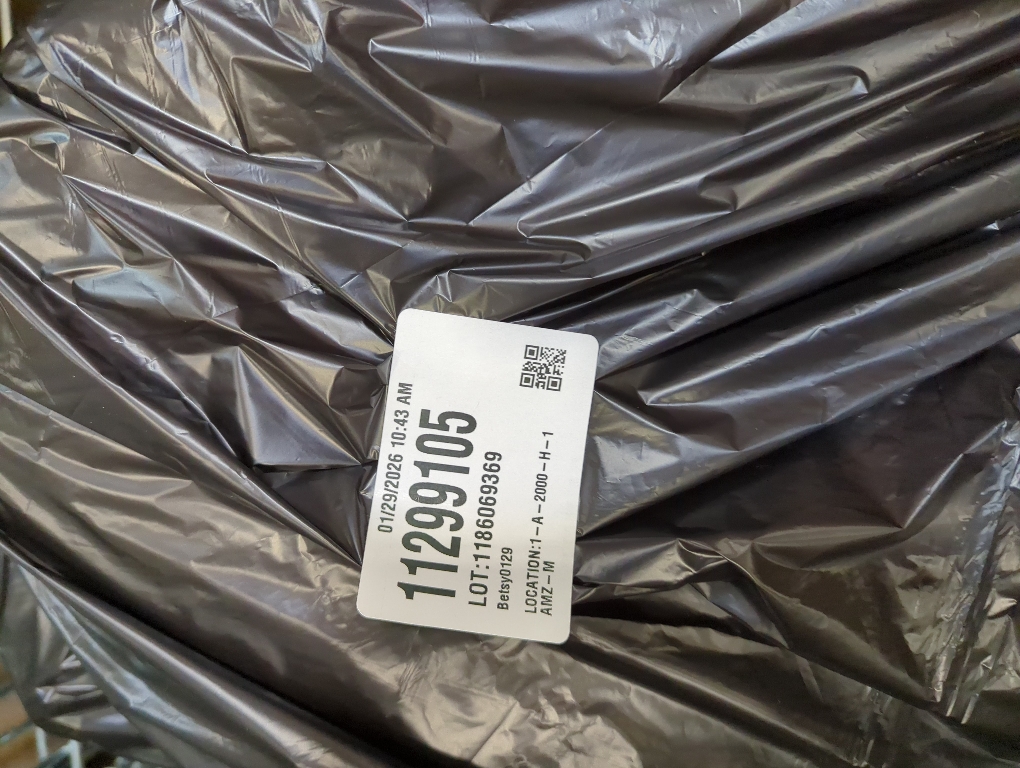 01/29/2026 10:43 AM
11299105
LOT:1186069369
Betsy0129
LOCATION:1-A-2000-H-1
AMZ-M